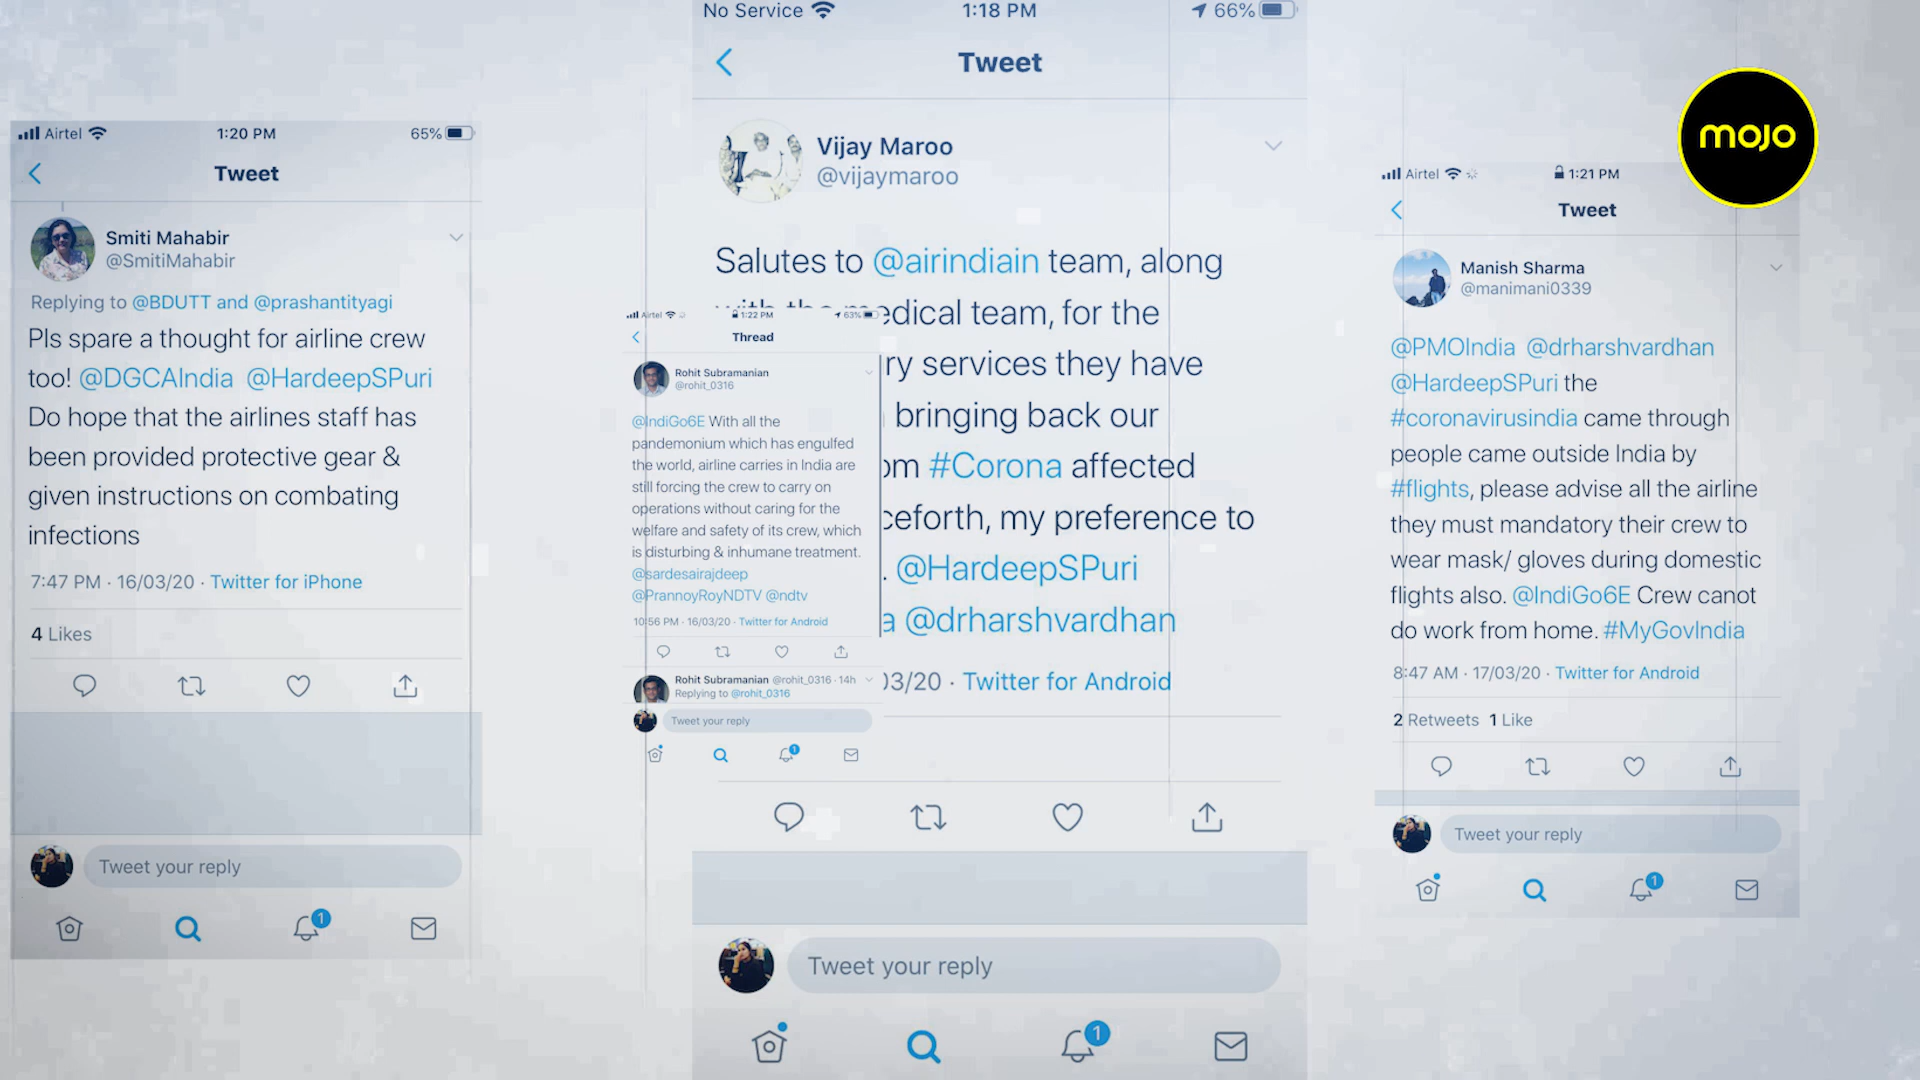 Airtel 1:20 PM 65%
Tweet
Smiti Mahabir
@SmitiMahabir
Replying to @BDUTT and @prashantityagi
Pls spare a thought for airline crew
too! @DGCAIndia @HardeepSPuri
Do hope that the airlines staff has
been provided protective gear &
given instructions on combating
infections
7:47 PM · 16/03/20 · Twitter for iPhone
4 Likes
Tweet your reply
1
No Service 1:18 PM 66%
Tweet
Vijay Maroo
@vijaymaroo
Salutes to @airindiain team, along
medical team, for the
services they have
bringing back our
#Corona affected
my preference to
@HardeepSPuri
@drharshvardhan
03/20 · Twitter for Android
Tweet your reply
1
Airtel 1:22 PM 63%
Thread
Rohit Subramanian
@rohit_0316
@IndiGo6E With all the
pandemonium which has engulfed
the world, airline carries in India are
still forcing the crew to carry on
operations without caring for the
welfare and safety of its crew, which
is disturbing & inhumane treatment.
@sardesairajdeep
@PrannoyRoyNDTV @ndtv
10:56 PM · 16/03/20 · Twitter for Android
Rohit Subramanian @rohit_0316 · 14h
Replying to @rohit_0316
Tweet your reply
1
mojo
Airtel 1:21 PM
Tweet
Manish Sharma
@manimani0339
@PMOIndia @drharshvardhan
@HardeepSPuri the
#coronavirusindia came through
people came outside India by
#flights, please advise all the airline
they must mandatory their crew to
wear mask/ gloves during domestic
flights also. @IndiGo6E Crew canot
do work from home. #MyGovIndia
8:47 AM · 17/03/20 · Twitter for Android
2 Retweets 1 Like
Tweet your reply
1